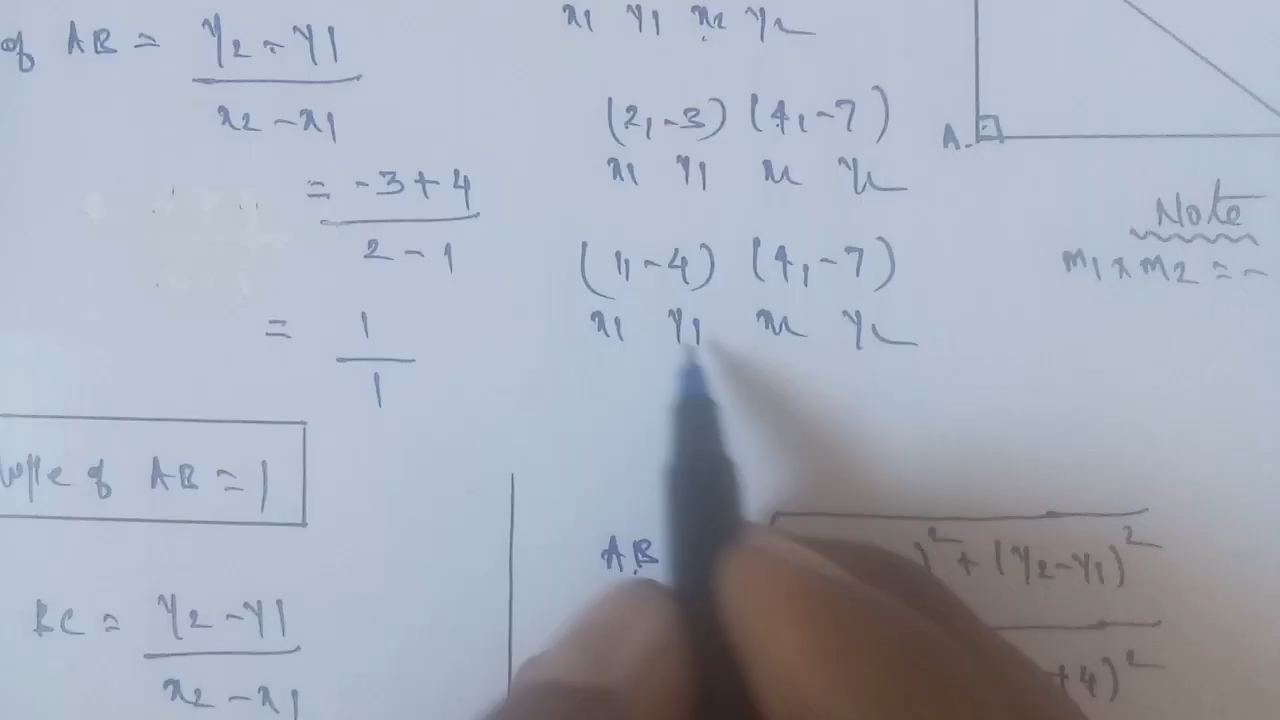 of AB = y2 - y1
x2 - x1
= -3+4
2 - 1
= 1
1
slope of AB = 1
BC = y2 - y1
x2 - x1
x1 y1 x2 y2
(2, -3) (4, -7)
x1 y1 x2 y2
(1, -4) (4, -7)
x1 y1 x2 y2
A
Note
m1 x m2 = -
AB
)² + (y2 - y1)²
+4)²